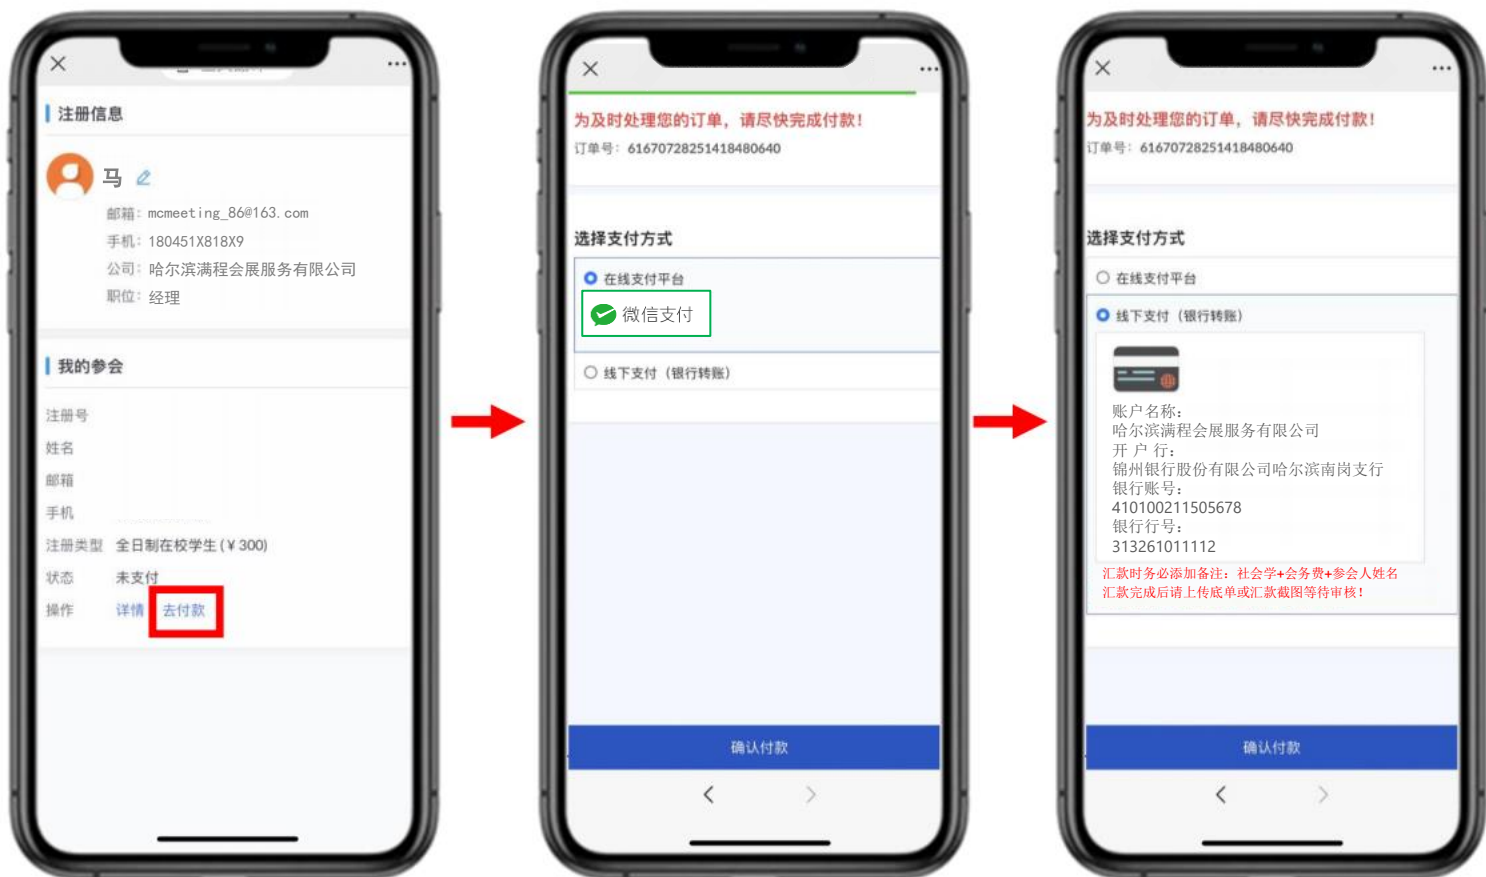 注册信息
马
邮箱：mcmeeting_86@163.com
手机：180451X818X9
公司：哈尔滨满程会展服务有限公司
职位：经理
我的参会
注册号
姓名
邮箱
手机
注册类型 全日制在校学生(¥300)
状态 未支付
操作 详情 去付款
为及时处理您的订单，请尽快完成付款！
订单号：61670728251418480640
选择支付方式
在线支付平台
微信支付
线下支付（银行转账）
确认付款
为及时处理您的订单，请尽快完成付款！
订单号：61670728251418480640
选择支付方式
在线支付平台
线下支付（银行转账）
账户名称：
哈尔滨满程会展服务有限公司
开 户 行：
锦州银行股份有限公司哈尔滨南岗支行
银行账号：
410100211505678
银行行号：
313261011112
汇款时务必添加备注：社会学+会务费+参会人姓名
汇款完成后请上传底单或汇款截图等待审核！
确认付款